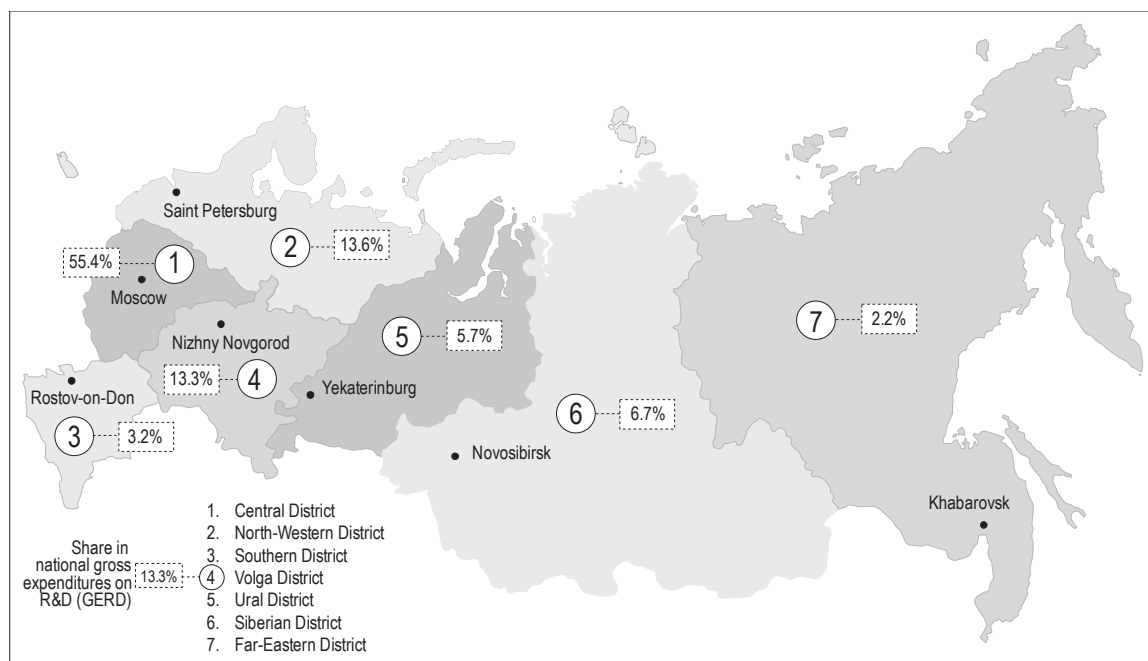 Saint Petersburg
2
13.6%
55.4%
1
Moscow
Nizhny Novgorod
13.3%
4
5
5.7%
Yekaterinburg
7
2.2%
Rostov-on-Don
3
3.2%
6
6.7%
Novosibirsk
Khabarovsk
Share in
national gross
expenditures on
R&D (GERD)
13.3%
1. Central District
2. North-Western District
3. Southern District
4 Volga District
5. Ural District
6. Siberian District
7. Far-Eastern District